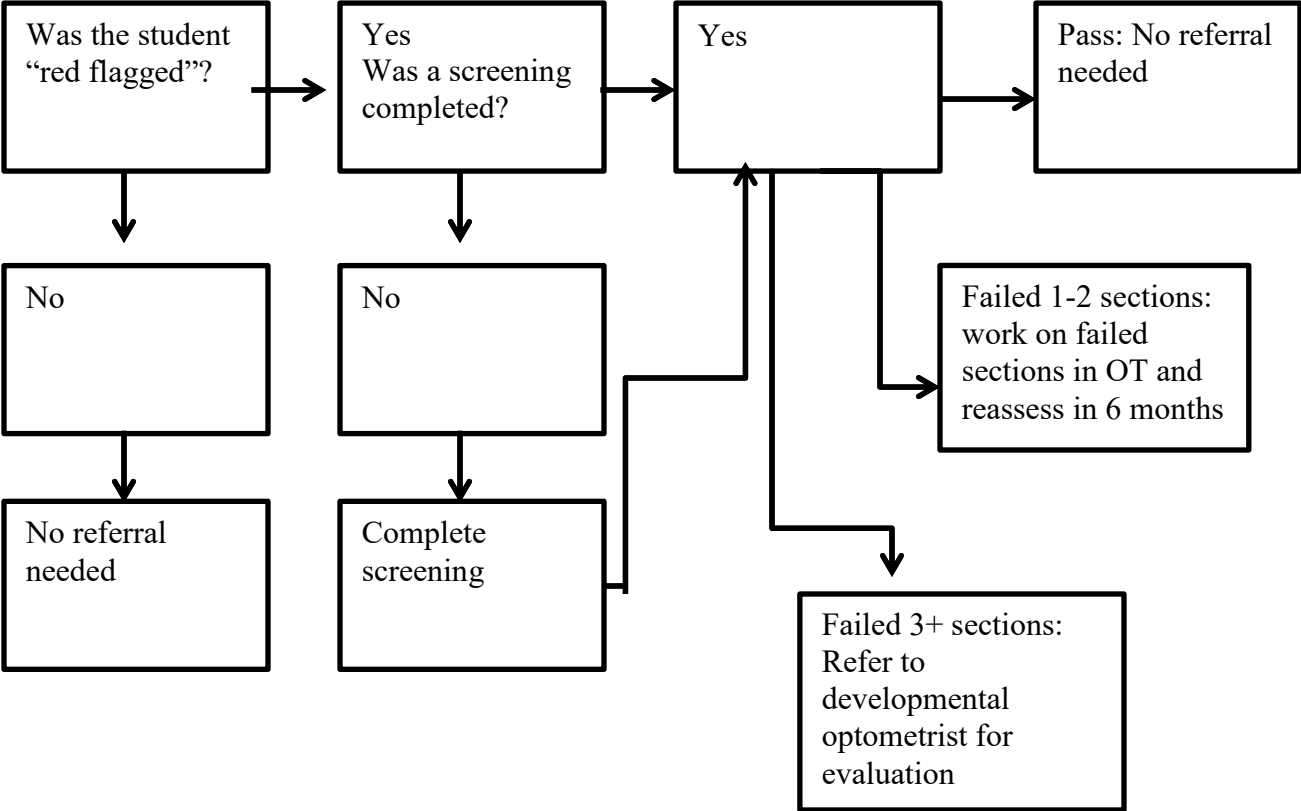 Was the student
“red flagged”?
Yes
Was a screening
completed?
Yes
Pass: No referral
needed
No
No
Failed 1-2 sections:
work on failed
sections in OT and
reassess in 6 months
No referral
needed
Complete
screening
Failed 3+ sections:
Refer to
developmental
optometrist for
evaluation